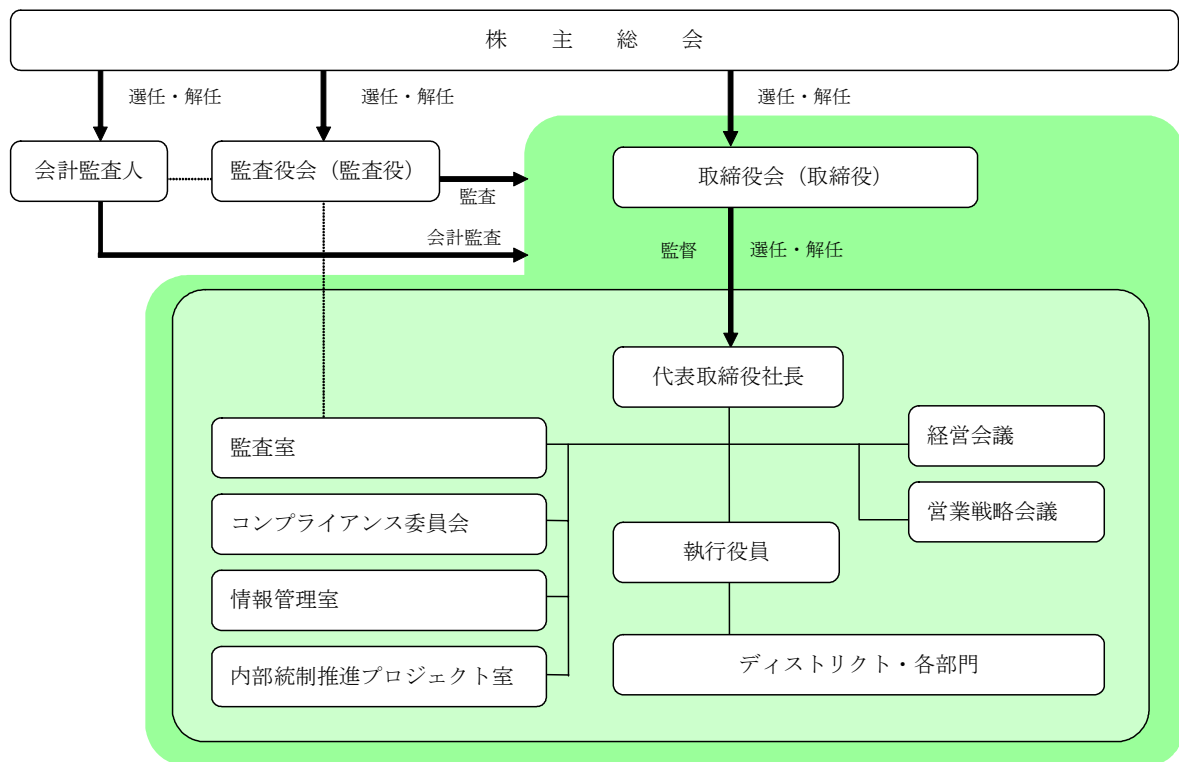 株 主 総 会
選任・解任
選任・解任
選任・解任
会計監査人
監査役会（監査役）
取締役会（取締役）
監査
会計監査
監督
選任・解任
代表取締役社長
監査室
経営会議
コンプライアンス委員会
営業戦略会議
執行役員
情報管理室
内部統制推進プロジェクト室
ディストリクト・各部門